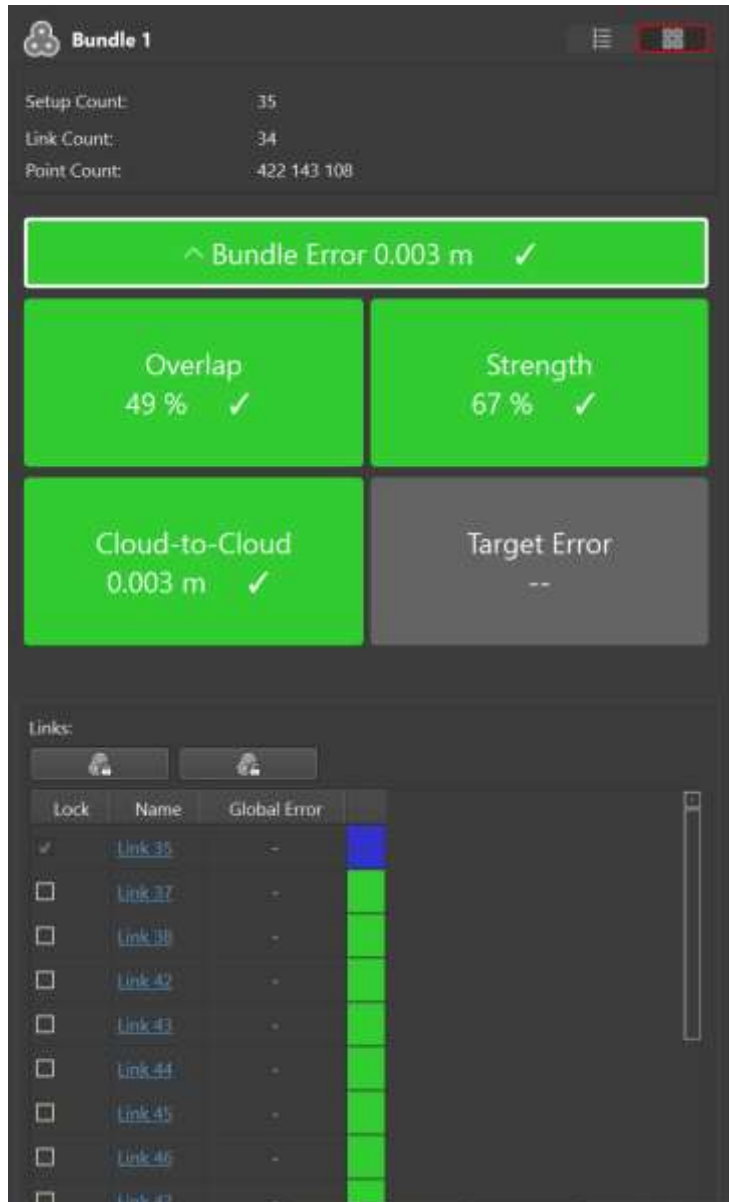 Bundle 1
Setup Count: 35
Link Count: 34
Point Count: 422 143 108
Bundle Error 0.003 m ✓
Overlap Strength
49 % ✓ 67 % ✓
Cloud-to-Cloud Target Error
0.003 m ✓ --
Links:
Lock Name Global Error
Link 35 -
Link 37 -
Link 38 -
Link 42 -
Link 43 -
Link 44 -
Link 45 -
Link 46 -